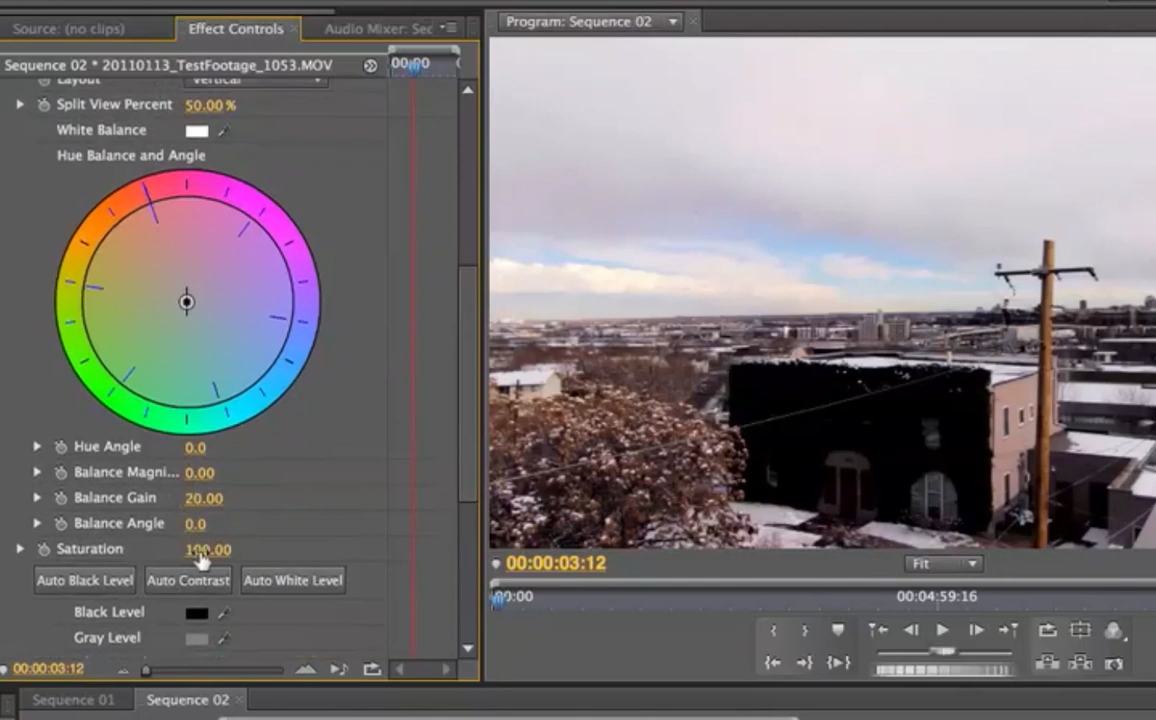 Source: (no clips)
Effect Controls
Audio Mixer: Sec
Program: Sequence 02
Sequence 02 * 20110113_TestFootage_1053.MOV
00:00
Layout
Vertical
Split View Percent
50.00 %
White Balance
Hue Balance and Angle
Hue Angle
0.0
Balance Magni...
0.00
Balance Gain
20.00
Balance Angle
0.0
Saturation
100.00
Auto Black Level
Auto Contrast
Auto White Level
Black Level
Gray Level
00:00:03:12
00:00:03:12
Fit
00:00
00:04:59:16
Sequence 01
Sequence 02